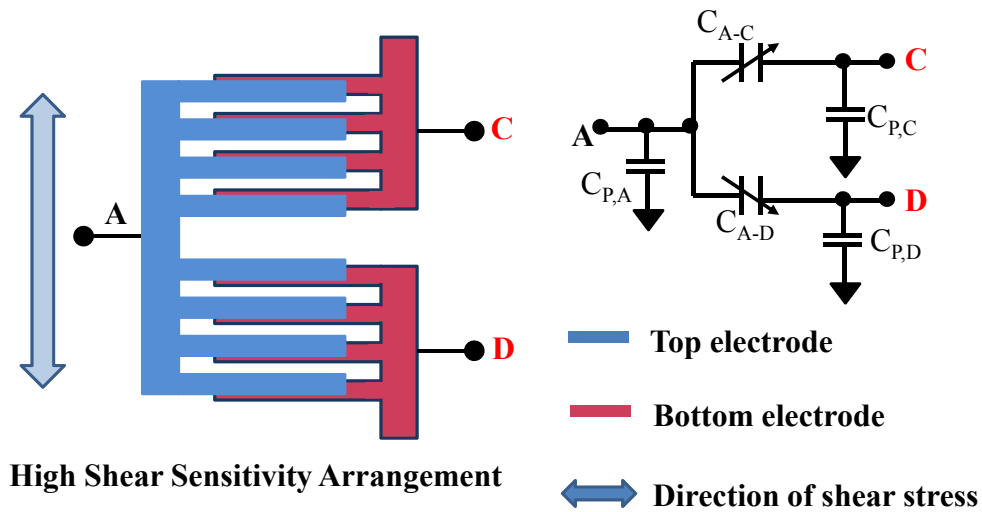 C_A-C
C
A
C_P,C
C_P,A
C
A
D
C_A-D
C_P,D
D
Top electrode
Bottom electrode
High Shear Sensitivity Arrangement
Direction of shear stress